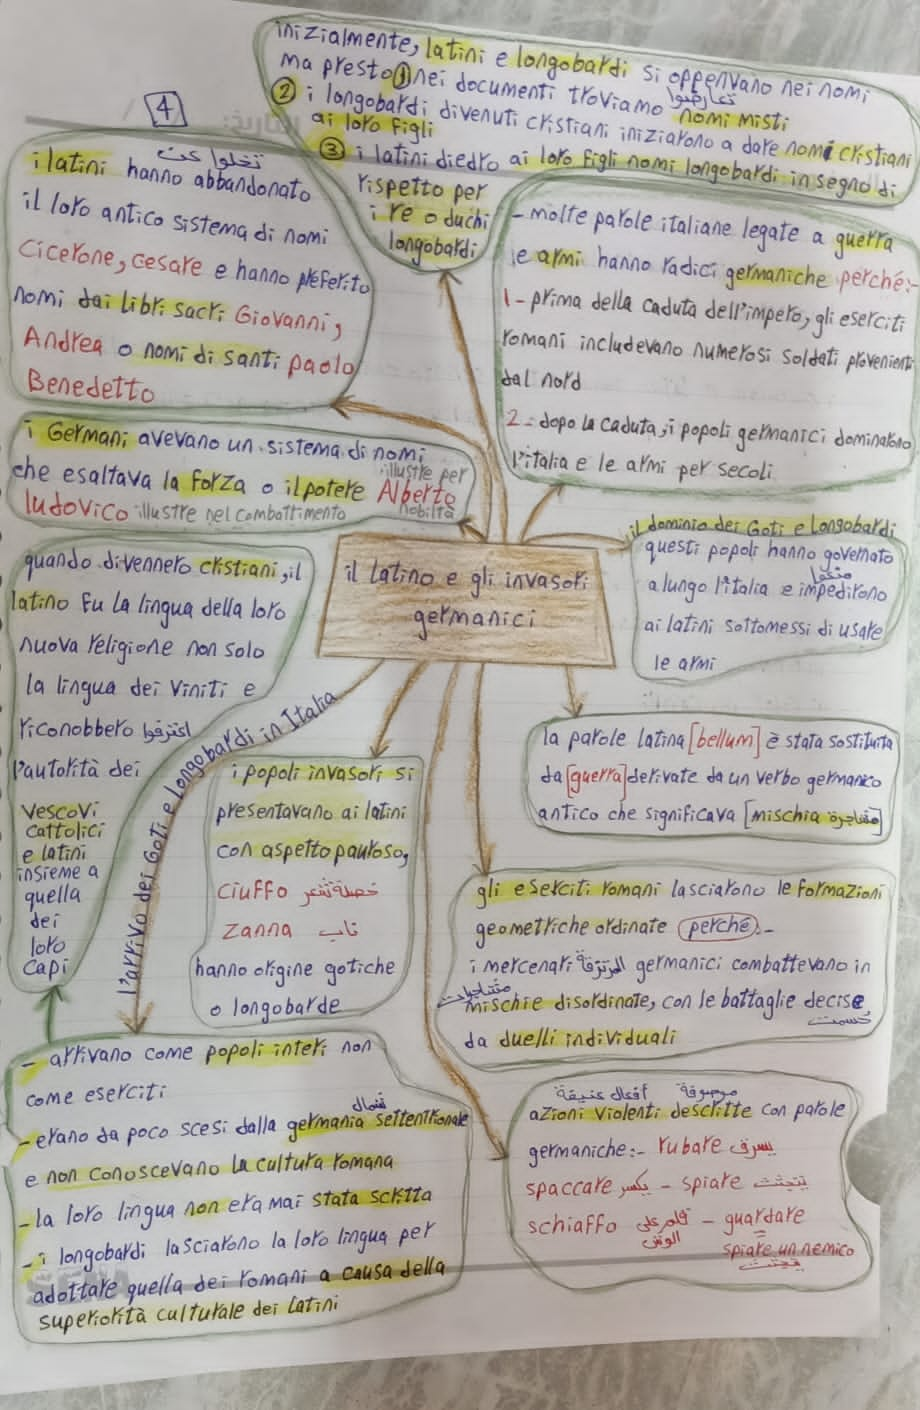 inizialmente, latini e longobardi si oppenvano nei nomi
ma presto ① nei documenti troviamo nomi misti
تعارضوا
② i longobardi divenuti cristiani iniziarono a dare nomi cristiani
ai loro figli
③ i latini diedro ai loro figli nomi longobardi in segno di
rispetto per
i re o duchi
longobardi
4
تخلوا عن
i latini hanno abbandonato
il loro antico sistema di nomi
Cicerone, cesare e hanno preferito
nomi dai libri sacri Giovanni,
Andrea o nomi di santi paolo
Benedetto
- molte parole italiane legate a guerra
e armi hanno radici germaniche perché:-
1- prima della caduta dell'impero, gli eserciti
romani includevano numerosi soldati provenienti
dal nord
2- dopo la caduta, i popoli germanici dominarono
l'italia e le armi per secoli
i Germani avevano un sistema di nomi
che esaltava la forza o il potere Alberto
illustre per
nobiltà
ludovico illustre nel combattimento
il dominio dei Goti e Longobardi
questi popoli hanno governato
منعوا
a lungo l'italia e impedirono
ai latini sottomessi di usare
le armi
il latino e gli invasori
germanici
quando divennero cristiani, il
latino fu la lingua della loro
nuova religione non solo
la lingua dei viniti e
riconobbero اعترفوا
l'autorità dei
vescovi
cattolici
e latini
insieme a
quella
dei
loro
capi
l'arrivo dei Goti e longobardi in Italia
i popoli invasori si
presentavano ai latini
con aspetto pauroso,
ciuffo خصلة شعر
zanna ناب
hanno origine gotiche
o longobarde
la parole latina [bellum] è stata sostituita
da [guerra] derivate da un verbo germanico
antico che significava [mischia مشاجرة]
gli eserciti romani lasciarono le formazioni
geometriche ordinate perché:-
i mercenari المرتزقة germanici combattevano in
مشاجرات
mischie disordinate, con le battaglie decise
حسمت
da duelli individuali
- arrivano come popoli interi non
come eserciti
شمال
- erano da poco scesi dalla germania settentrionale
e non conoscevano la cultura romana
- la loro lingua non era mai stata scritta
- i longobardi lasciarono la loro lingua per
adottare quella dei romani a causa della
superiorità culturale dei latini
أفعال عنيفة موصوفة
azioni violenti descritte con parole
germaniche:- rubare يسرق
spaccare يكسر - spiare يتجسس
schiaffo قلم على الوش - guardare
=
spiare un nemico